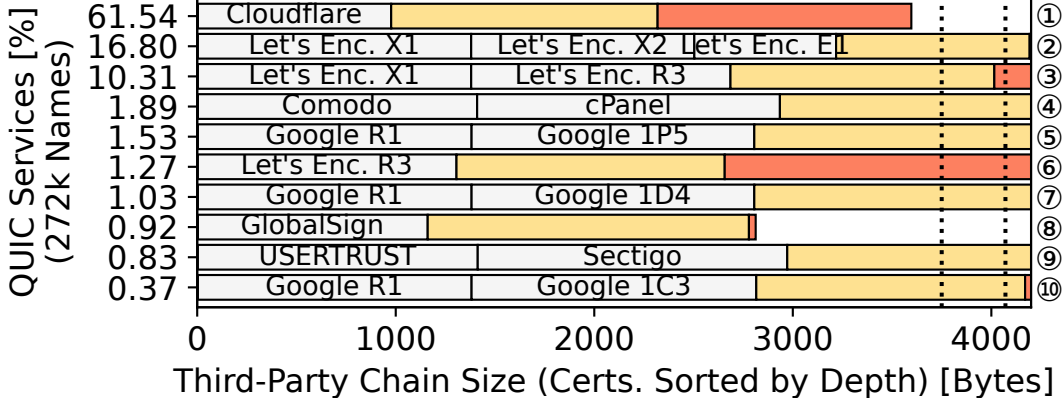 QUIC Services [%]
(272k Names)
61.54 Cloudflare ①
16.80 Let's Enc. X1 Let's Enc. X2 Let's Enc. E1 ②
10.31 Let's Enc. X1 Let's Enc. R3 ③
1.89 Comodo cPanel ④
1.53 Google R1 Google 1P5 ⑤
1.27 Let's Enc. R3 ⑥
1.03 Google R1 Google 1D4 ⑦
0.92 GlobalSign ⑧
0.83 USERTRUST Sectigo ⑨
0.37 Google R1 Google 1C3 ⑩
0 1000 2000 3000 4000
Third-Party Chain Size (Certs. Sorted by Depth) [Bytes]